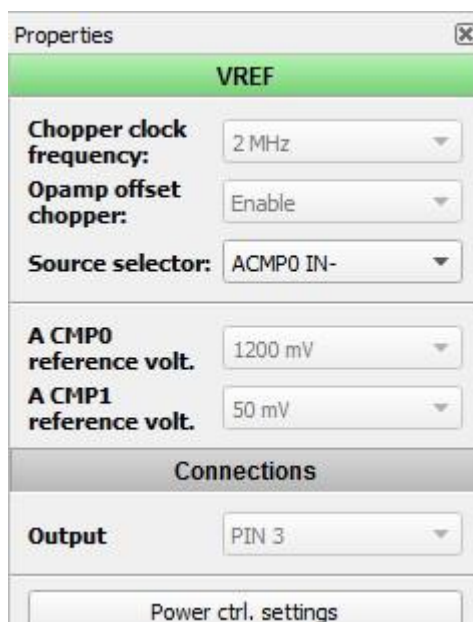 Properties
VREF
Chopper clock
frequency:
2 MHz
Opamp offset
chopper:
Enable
Source selector:
ACMP0 IN-
A CMP0
reference volt.
1200 mV
A CMP1
reference volt.
50 mV
Connections
Output
PIN 3
Power ctrl. settings